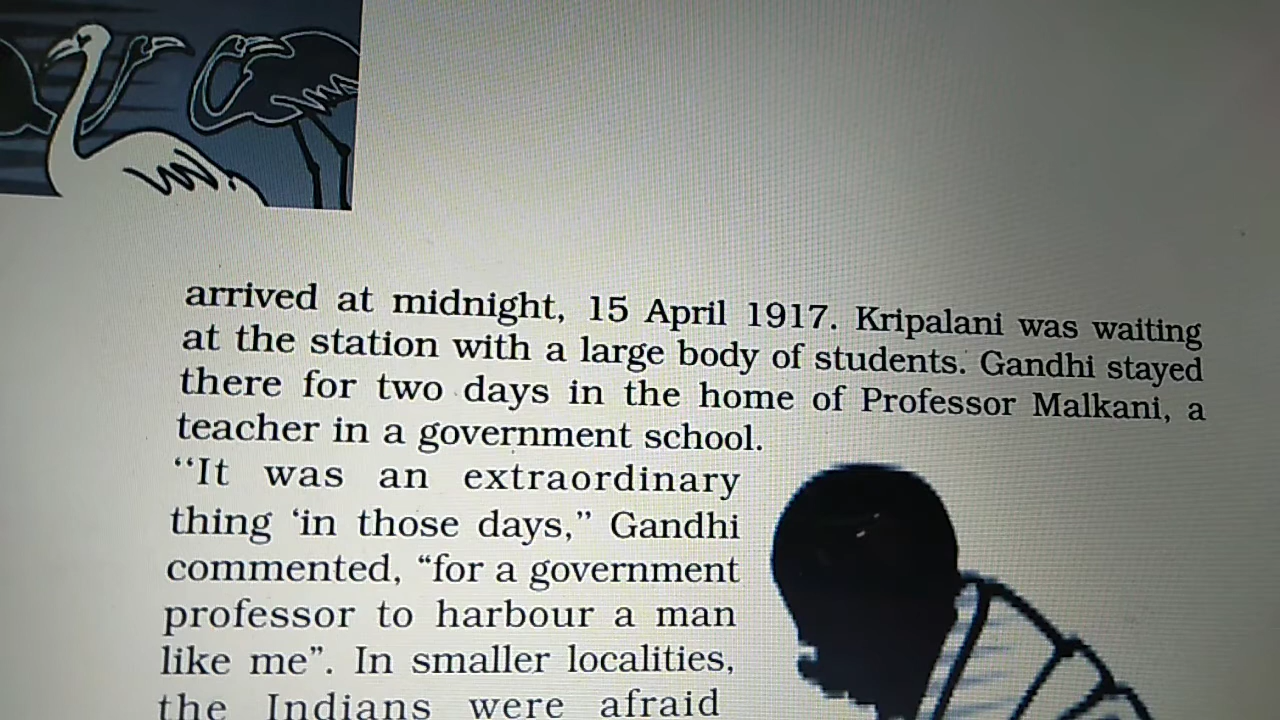 arrived at midnight, 15 April 1917. Kripalani was waiting
at the station with a large body of students. Gandhi stayed
there for two days in the home of Professor Malkani, a
teacher in a government school.
“It was an extraordinary
thing ‘in those days,” Gandhi
commented, “for a government
professor to harbour a man
like me”. In smaller localities,
the Indians were afraid